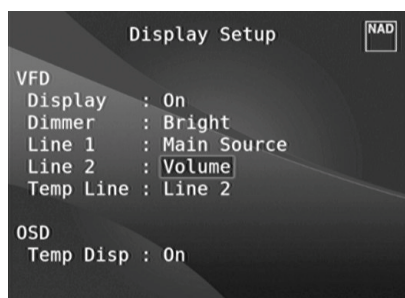 Display Setup
NAD
VFD
Display : On
Dimmer : Bright
Line 1 : Main Source
Line 2 : Volume
Temp Line : Line 2
OSD
Temp Disp : On